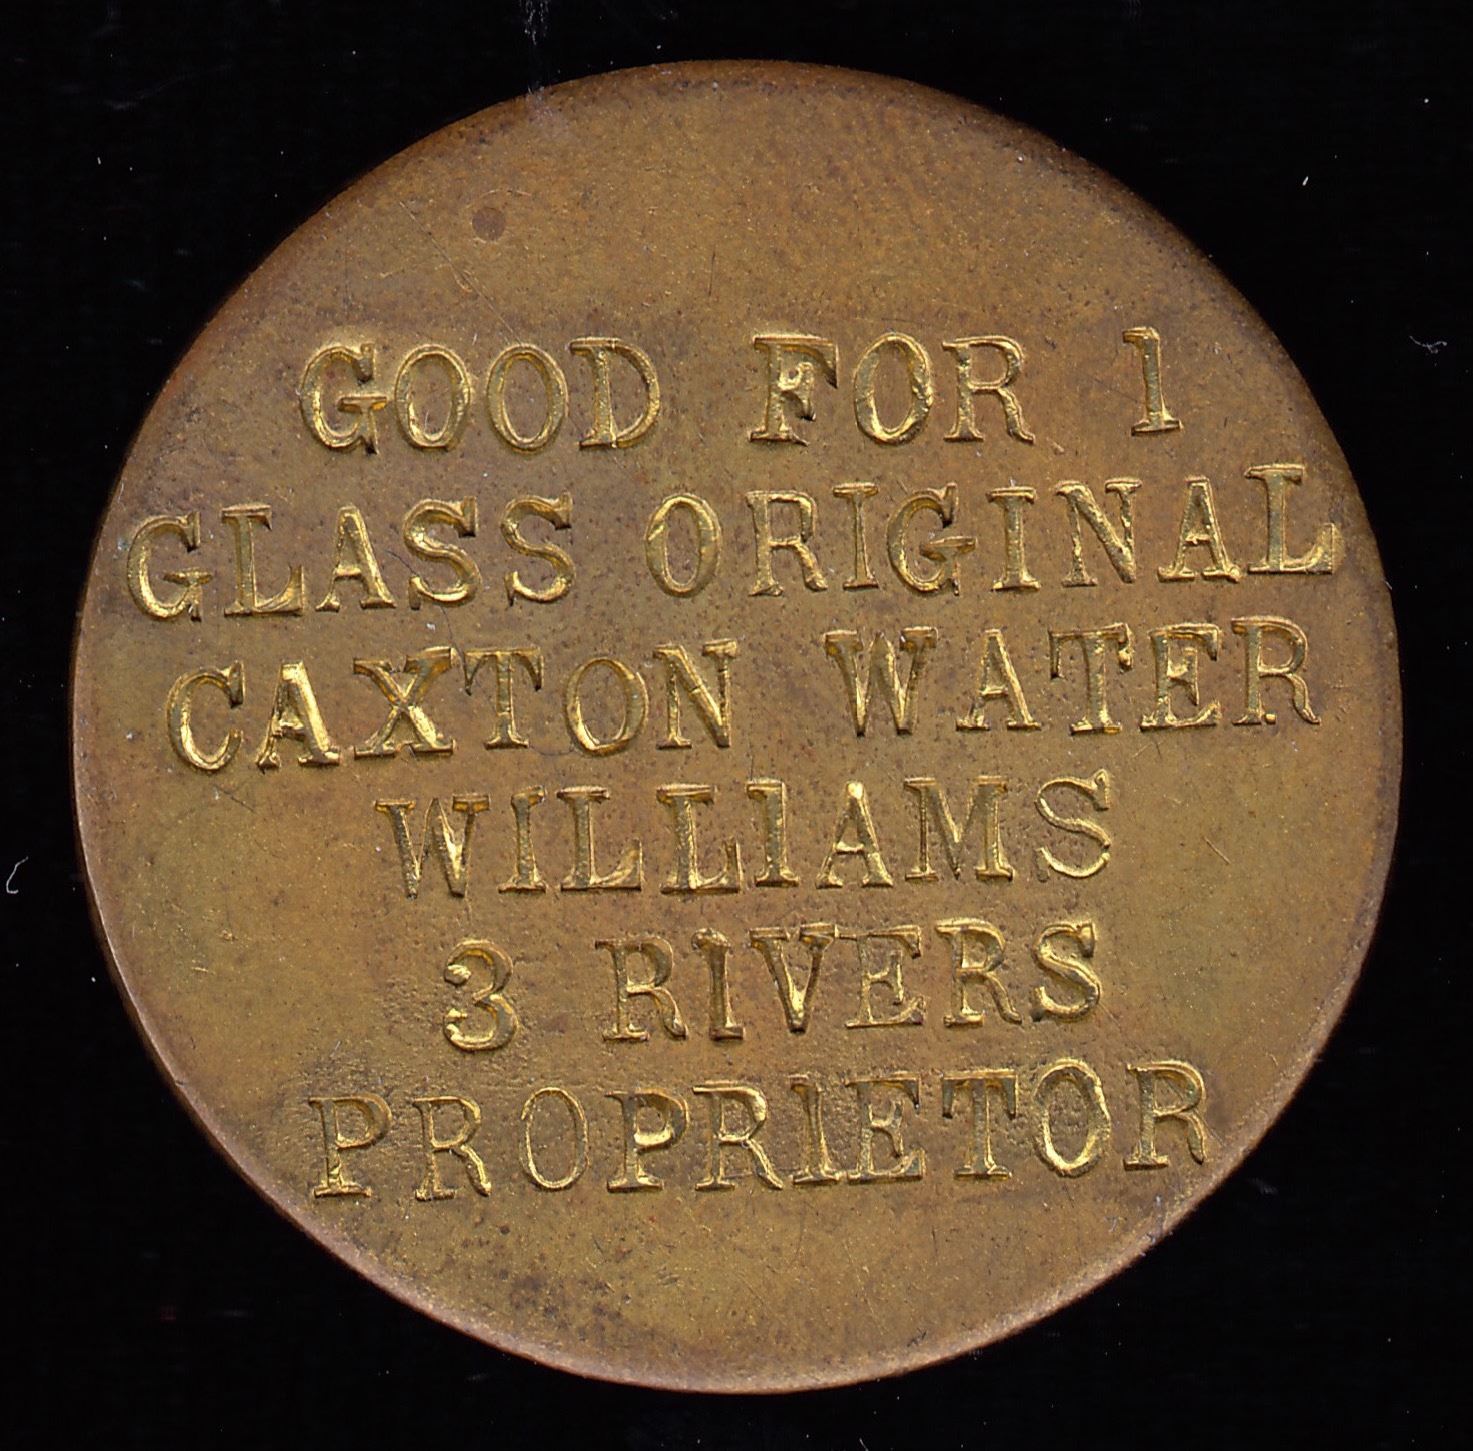 GOOD FOR 1
GLASS ORIGINAL
CAXTON WATER
WILLIAMS
3 RIVERS
PROPRIETOR